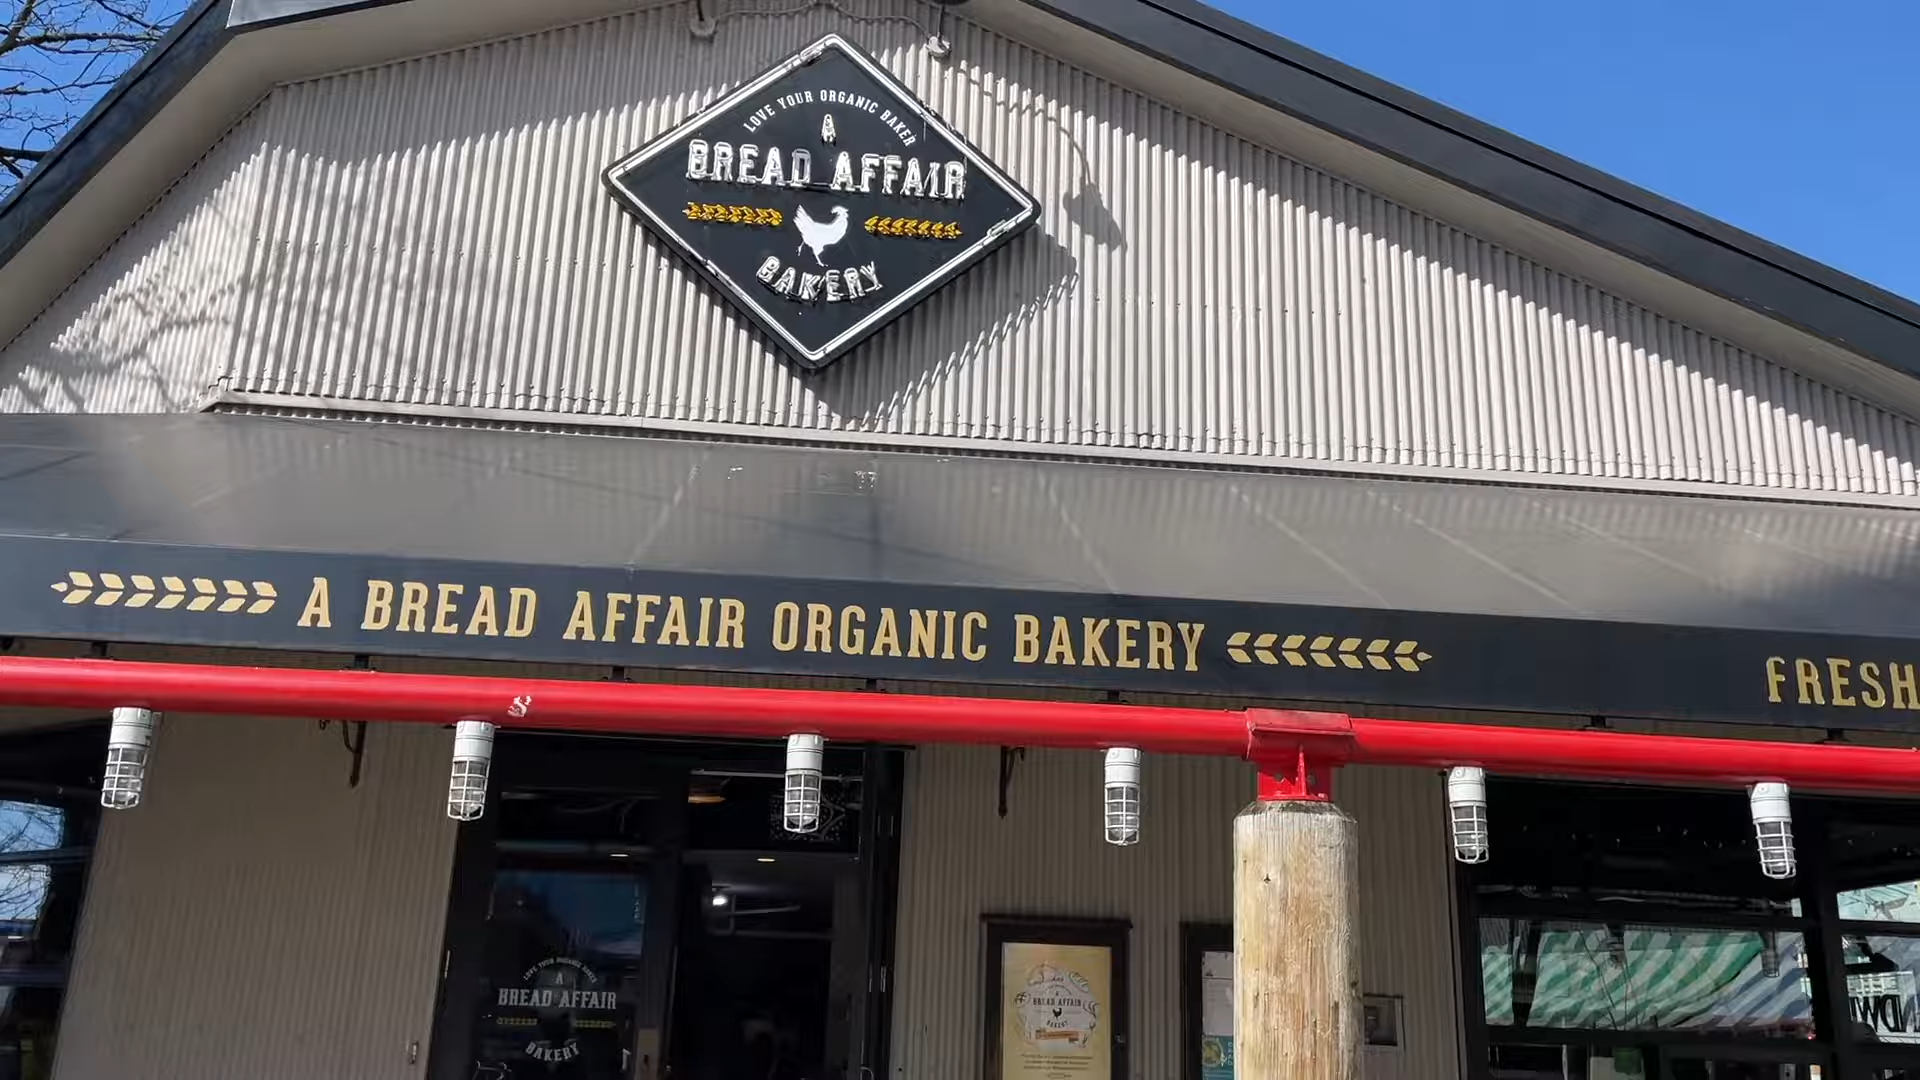 LOVE YOUR ORGANIC BAKER
A
BREAD AFFAIR
BAKERY
A BREAD AFFAIR ORGANIC BAKERY
FRESH
LOVE YOUR ORGANIC BAKER
A
BREAD AFFAIR
BAKERY
A
BREAD AFFAIR
BAKERY